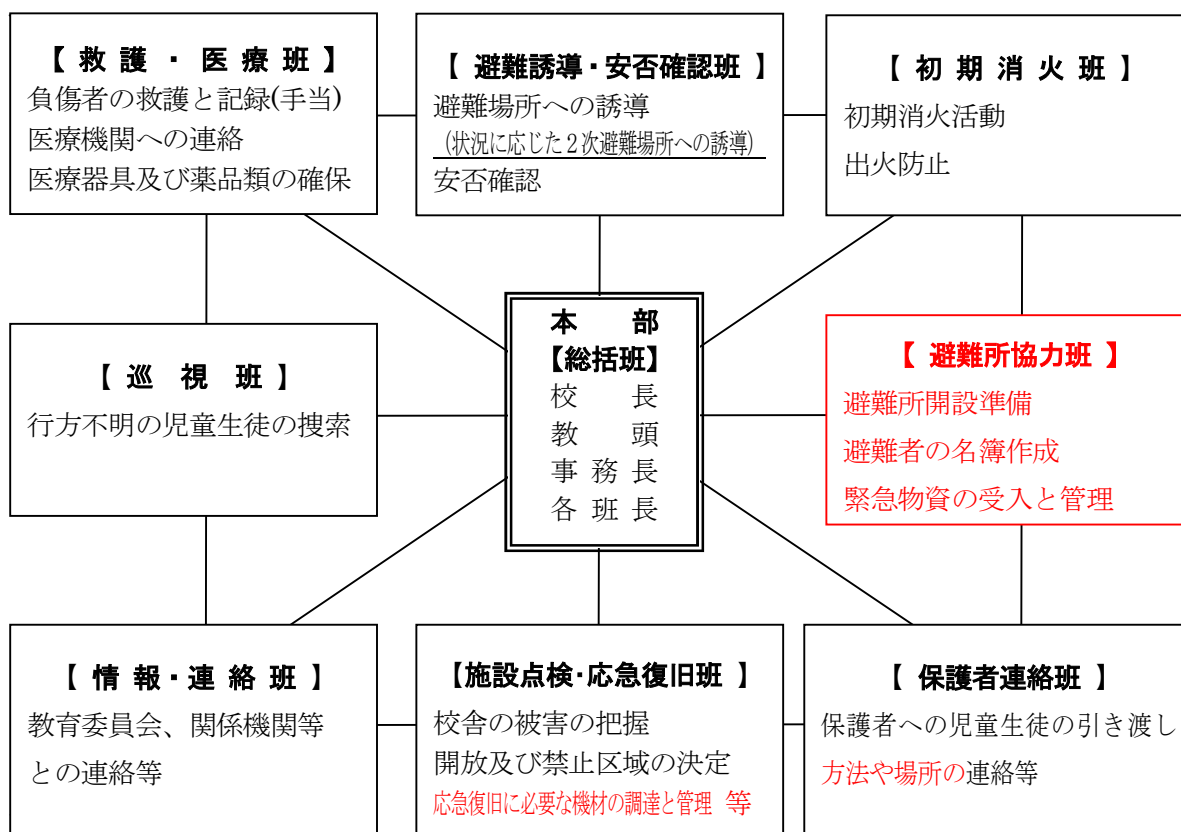 【 救 護 ・ 医 療 班 】
負傷者の救護と記録(手当)
医療機関への連絡
医療器具及び薬品類の確保
【 避難誘導・安否確認班 】
避難場所への誘導
(状況に応じた２次避難場所への誘導)
安否確認
【 初 期 消 火 班 】
初期消火活動
出火防止
【 巡 視 班 】
行方不明の児童生徒の捜索
本 部
【総括班】
校 長
教 頭
事 務 長
各 班 長
【 避難所協力班 】
避難所開設準備
避難者の名簿作成
緊急物資の受入と管理
【 情 報・連 絡 班 】
教育委員会、関係機関等
との連絡等
【施設点検・応急復旧班 】
校舎の被害の把握
開放及び禁止区域の決定
応急復旧に必要な機材の調達と管理 等
【 保護者連絡班 】
保護者への児童生徒の引き渡し
方法や場所の連絡等